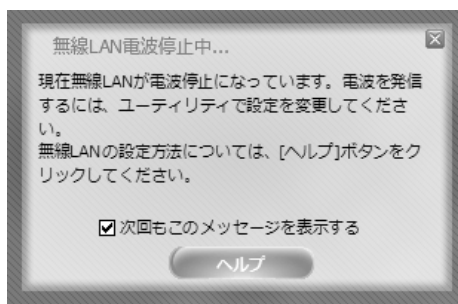 無線LAN電波停止中...
現在無線LANが電波停止になっています。電波を発信
するには、ユーティリティで設定を変更してくださ
い。
無線LANの設定方法については、[ヘルプ]ボタンをク
リックしてください。
次回もこのメッセージを表示する
ヘルプ